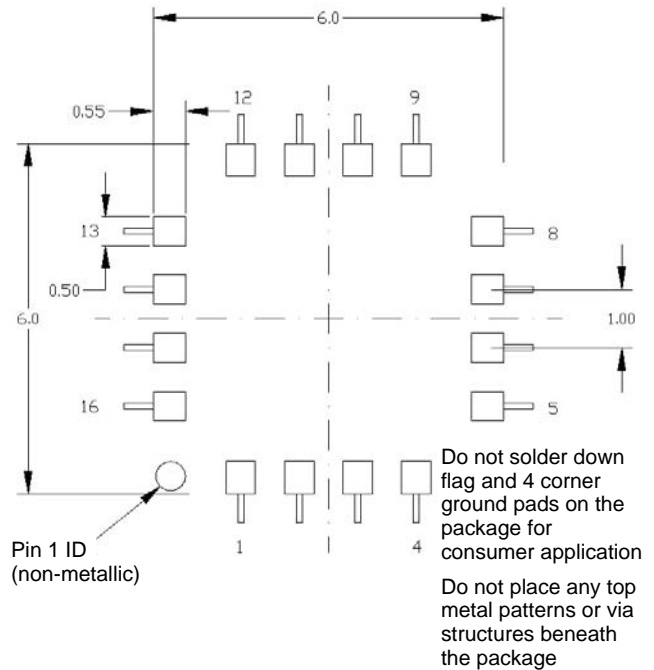 6.0
0.55
12
9
13
8
0.50
6.0
1.00
16
5
Do not solder down
flag and 4 corner
ground pads on the
package for
consumer application
Pin 1 ID
(non-metallic)
1
4
Do not place any top
metal patterns or via
structures beneath
the package